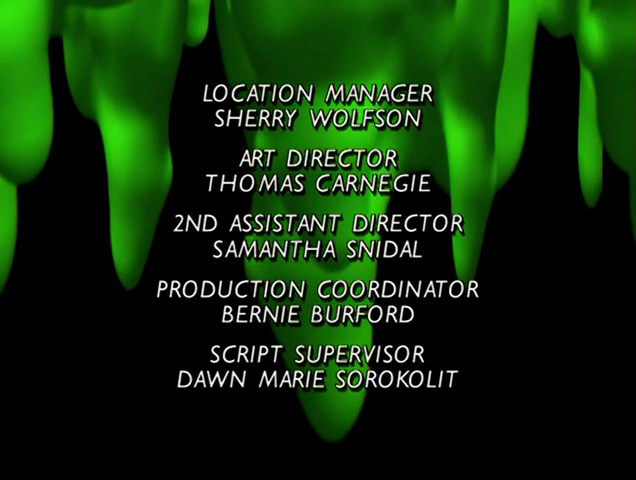 LOCATION MANAGER
SHERRY WOLFSON
ART DIRECTOR
THOMAS CARNEGIE
2ND ASSISTANT DIRECTOR
SAMANTHA SNIDAL
PRODUCTION COORDINATOR
BERNIE BURFORD
SCRIPT SUPERVISOR
DAWN MARIE SOROKOLIT